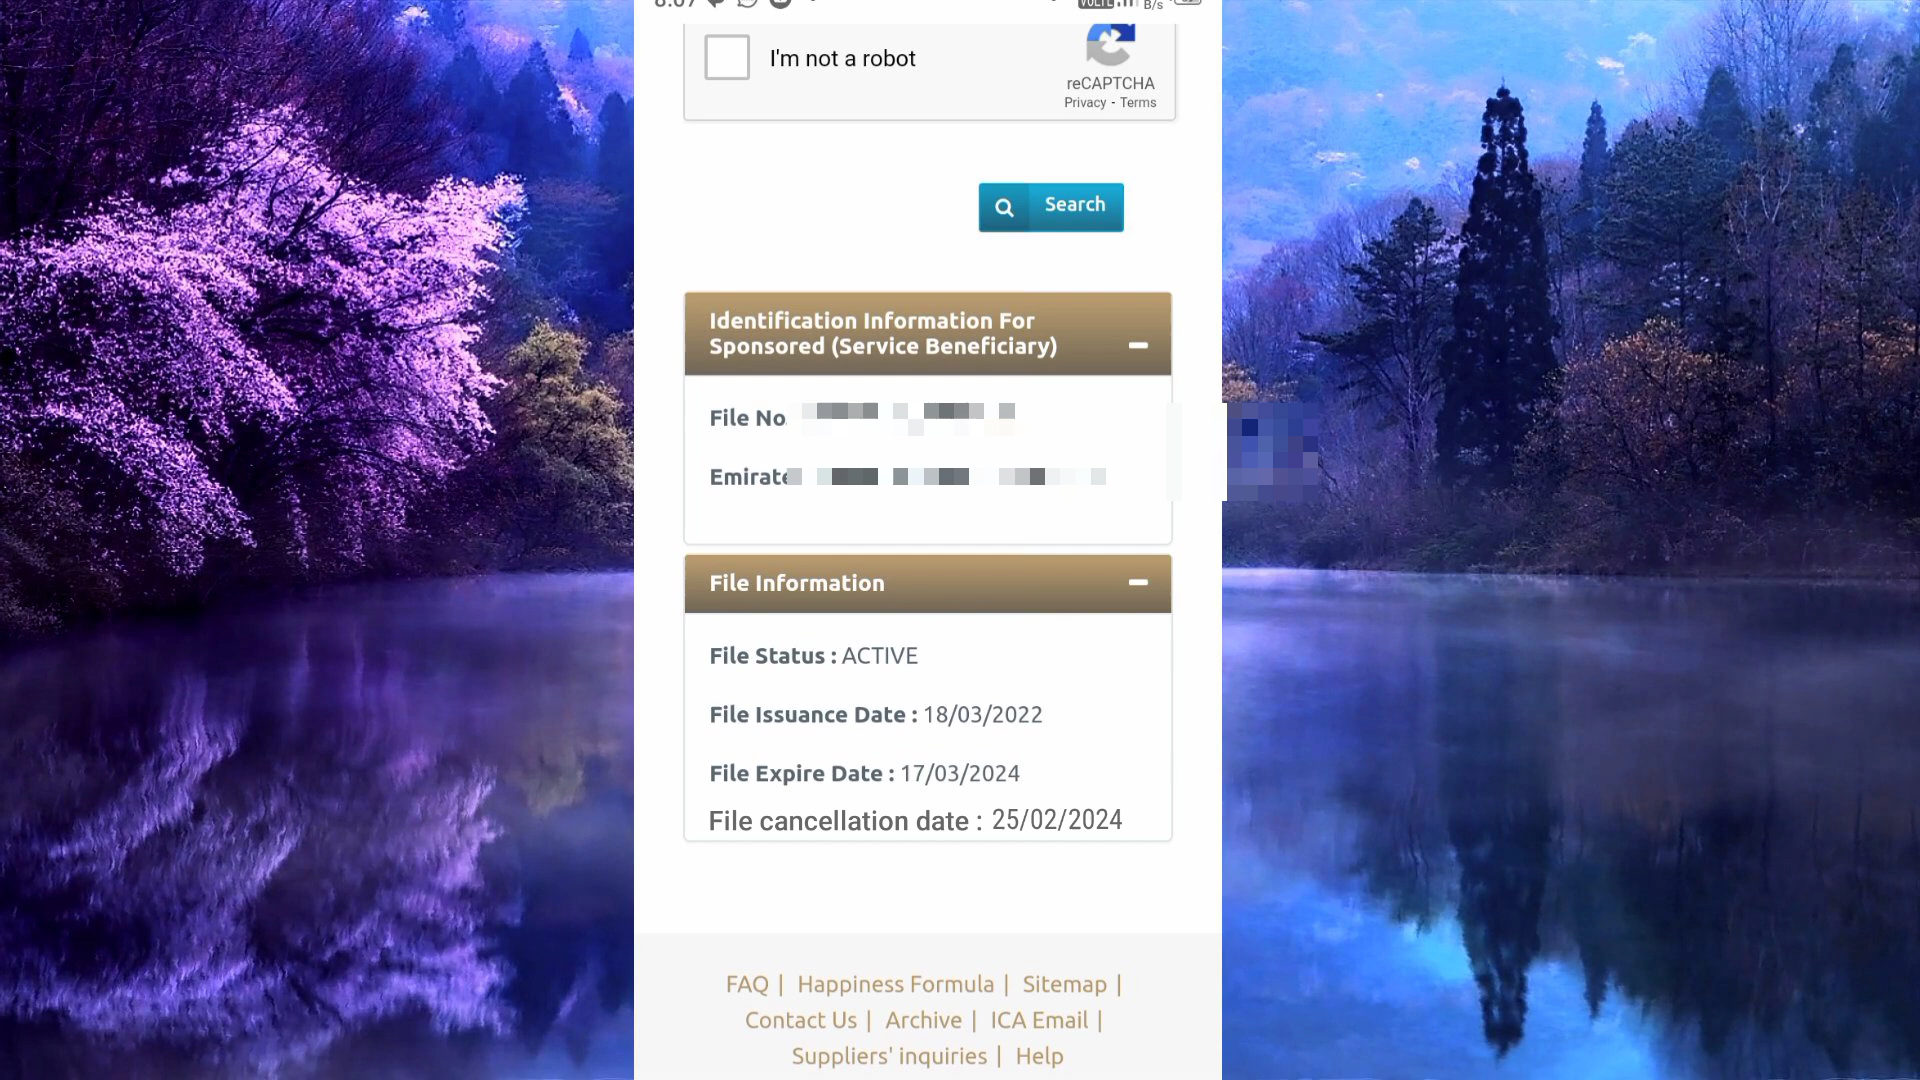 I'm not a robot
reCAPTCHA
Privacy - Terms
Search
Identification Information For
Sponsored (Service Beneficiary)
File No
Emirate
File Information
File Status : ACTIVE
File Issuance Date : 18/03/2022
File Expire Date : 17/03/2024
File cancellation date : 25/02/2024
FAQ | Happiness Formula | Sitemap |
Contact Us | Archive | ICA Email |
Suppliers' inquiries | Help